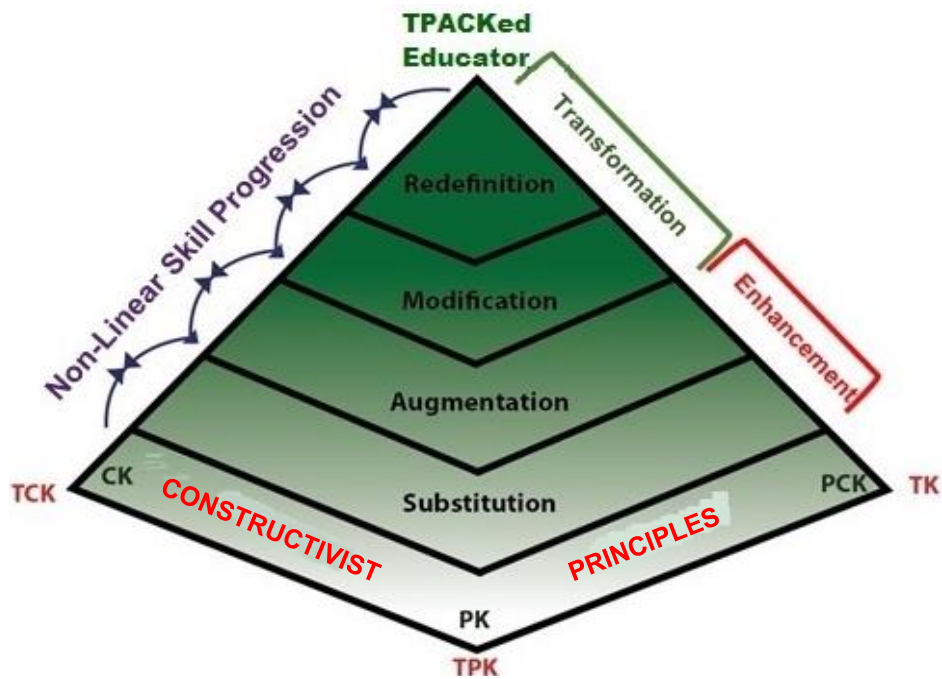 TPACKed
Educator
Transformation
Enhancement
Non-Linear Skill Progression
Redefinition
Modification
Augmentation
Substitution
TCK
CK
CONSTRUCTIVIST
PRINCIPLES
PCK
TK
PK
TPK